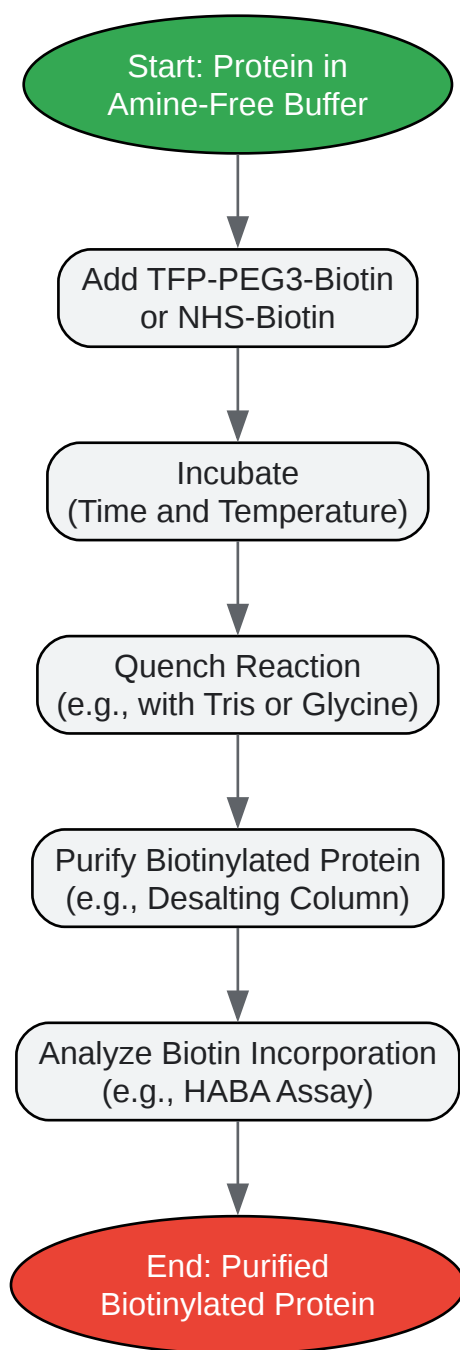 Start: Protein in
Amine-Free Buffer
Add TFP-PEG3-Biotin
or NHS-Biotin
Incubate
(Time and Temperature)
Quench Reaction
(e.g., with Tris or Glycine)
Purify Biotinylated Protein
(e.g., Desalting Column)
Analyze Biotin Incorporation
(e.g., HABA Assay)
End: Purified
Biotinylated Protein